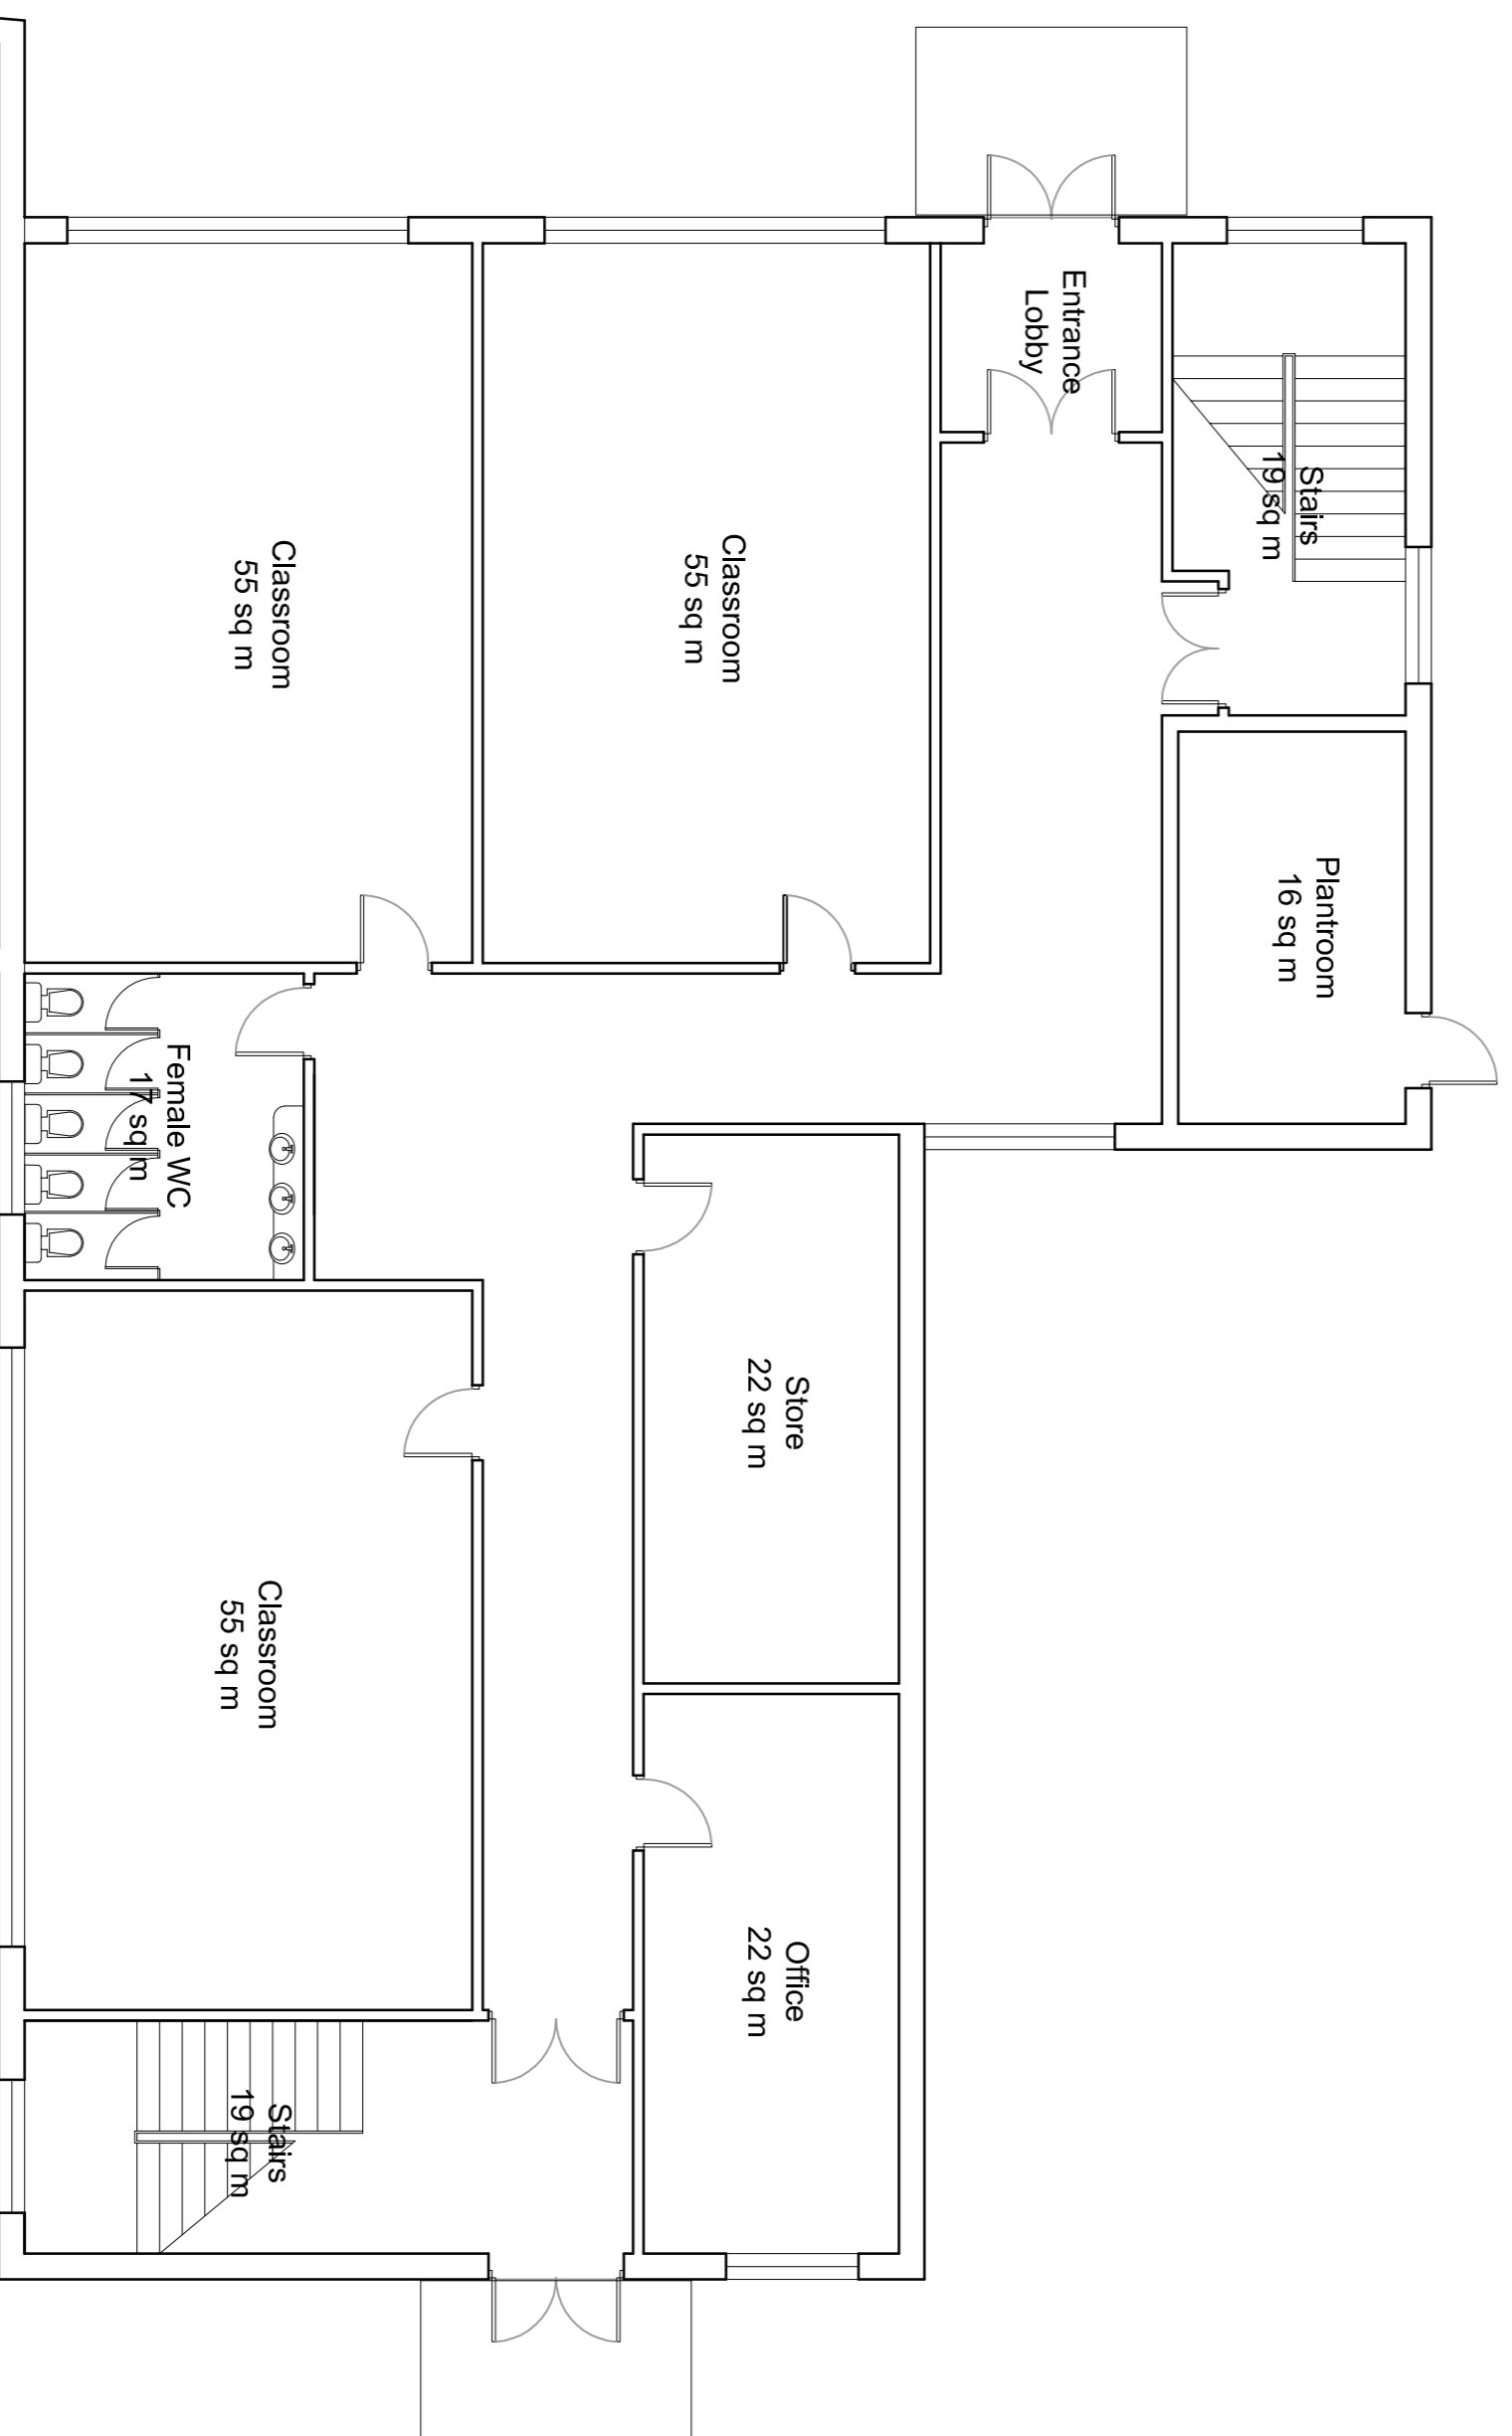 Entrance
Lobby
Stairs
19 sq m
Classroom
55 sq m
Classroom
55 sq m
Plantroom
16 sq m
Female WC
17 sq m
Store
22 sq m
Classroom
55 sq m
Office
22 sq m
Stairs
19 sq m